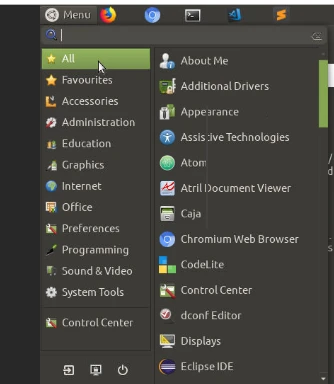 Menu
All
Favourites
Accessories
Administration
Education
Graphics
Internet
Office
Preferences
Programming
Sound & Video
System Tools
Control Center
About Me
Additional Drivers
Appearance
Assistive Technologies
Atom
Atril Document Viewer
Caja
Chromium Web Browser
CodeLite
Control Center
dconf Editor
Displays
Eclipse IDE